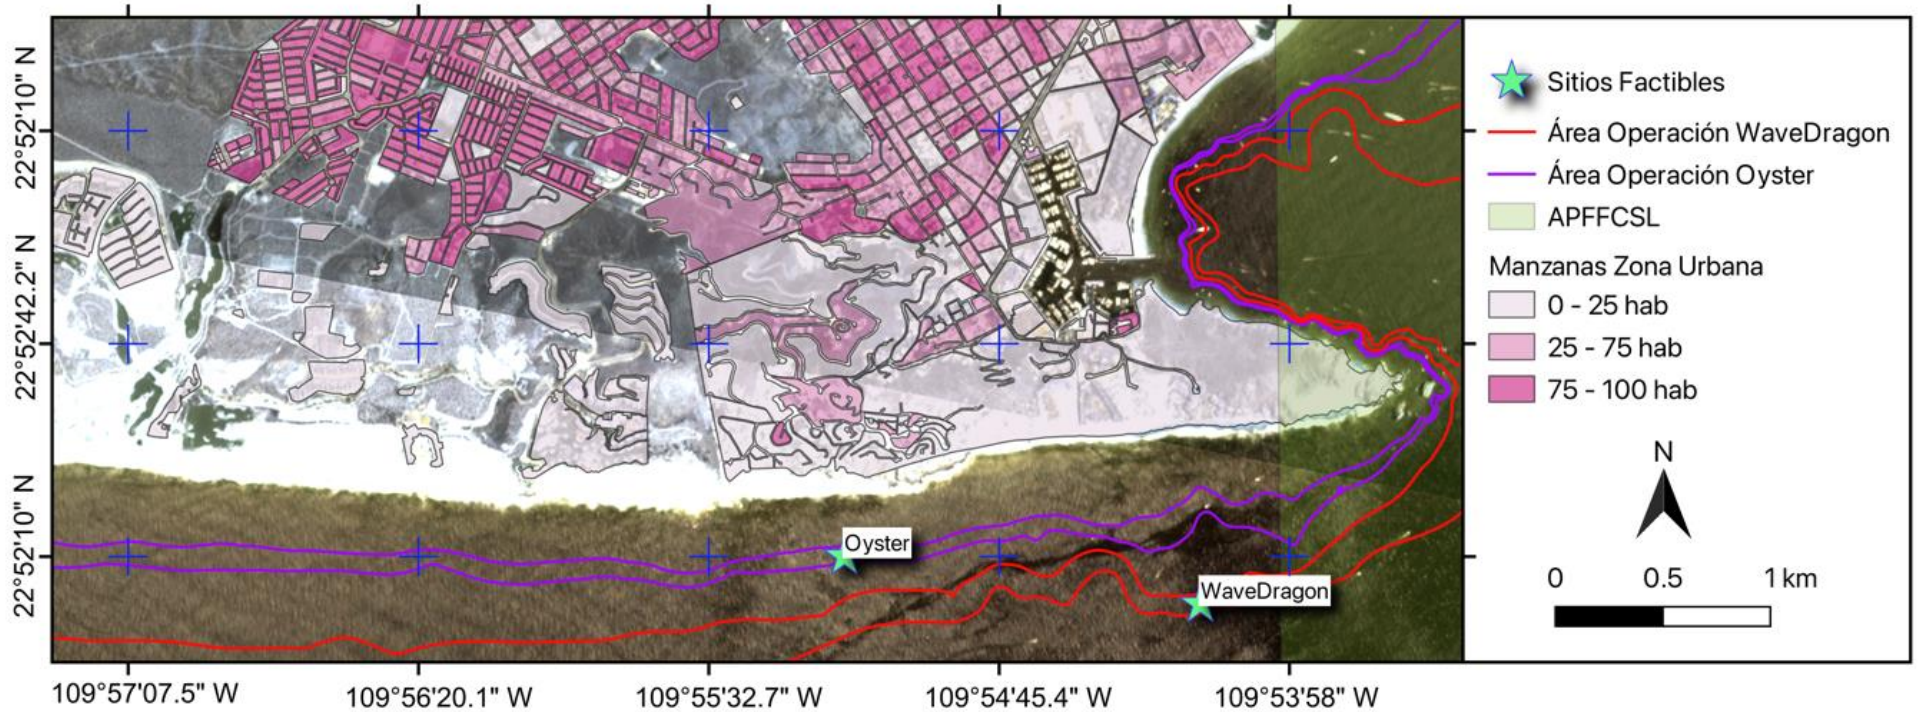 22°52'10" N
22°52'42.2" N
22°52'10" N
109°57'07.5" W
109°56'20.1" W
109°55'32.7" W
109°54'45.4" W
109°53'58" W
Oyster
WaveDragon
Sitios Factibles
Área Operación WaveDragon
Área Operación Oyster
APFFCSL
Manzanas Zona Urbana
0 - 25 hab
25 - 75 hab
75 - 100 hab
N
0 0.5 1 km